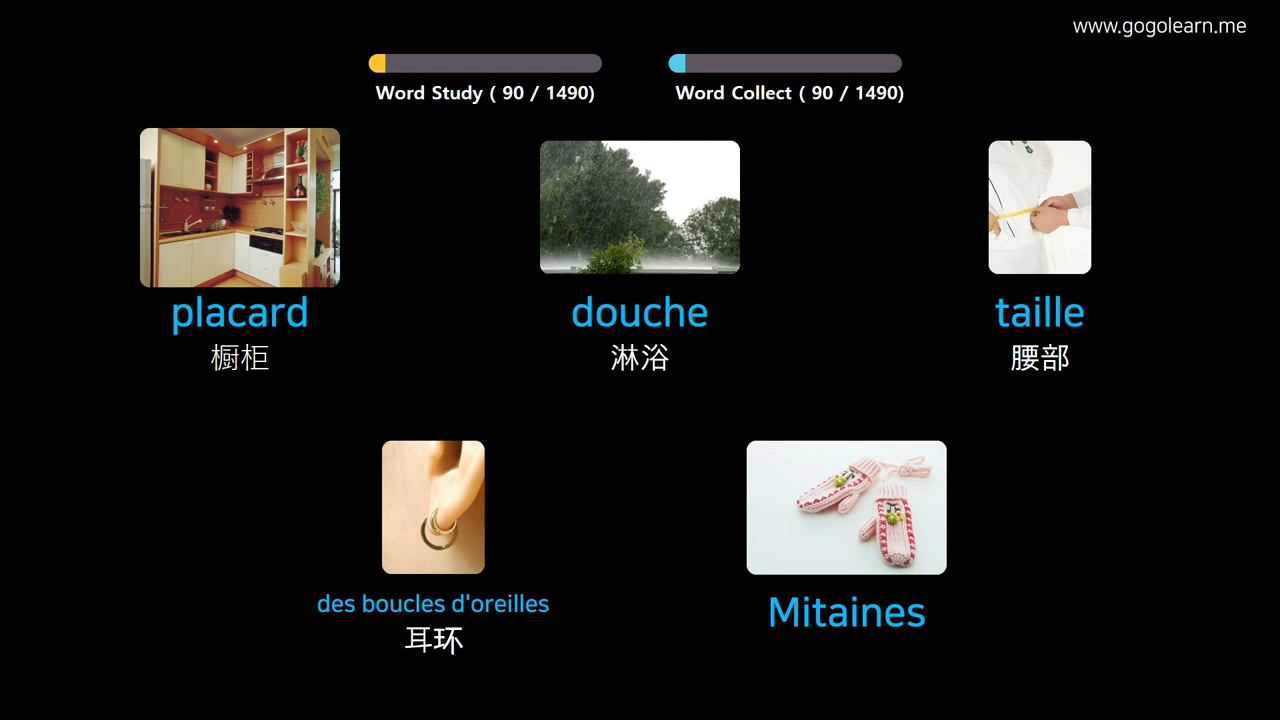 www.gogolearn.me
Word Study ( 90 / 1490)
Word Collect ( 90 / 1490)
placard
橱柜
douche
淋浴
taille
腰部
des boucles d'oreilles
耳环
Mitaines